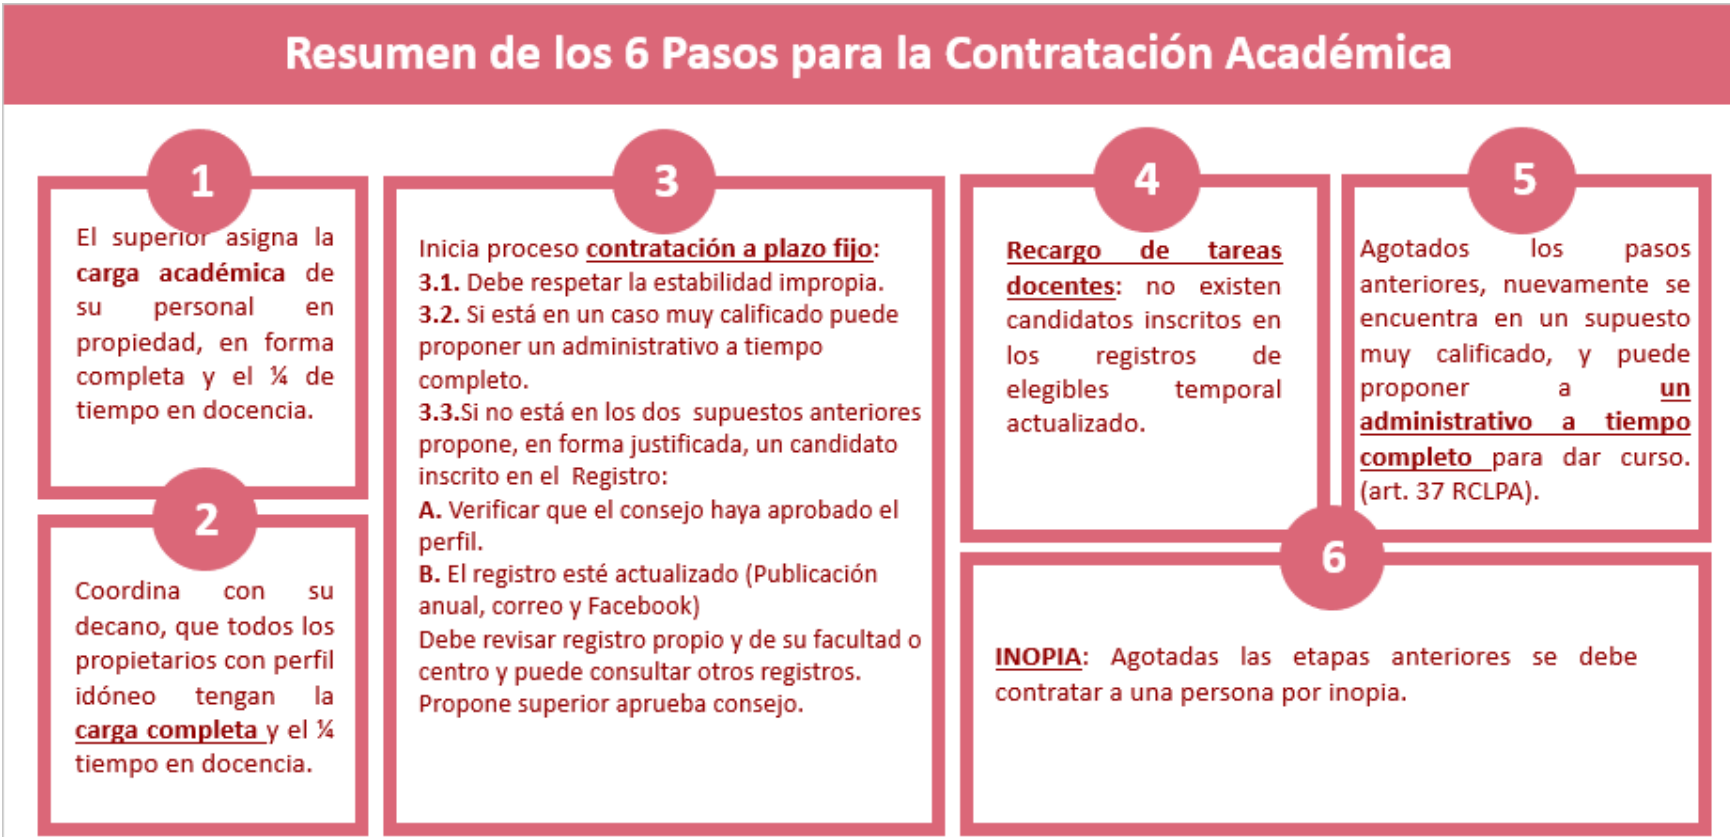 Resumen de los 6 Pasos para la Contratación Académica
1
El superior asigna la
carga académica de
su personal en
propiedad, en forma
completa y el ¼ de
tiempo en docencia.
2
Coordina con su
decano, que todos los
propietarios con perfil
idóneo tengan la
carga completa y el ¼
tiempo en docencia.
3
Inicia proceso contratación a plazo fijo:
3.1. Debe respetar la estabilidad impropia.
3.2. Si está en un caso muy calificado puede
proponer un administrativo a tiempo
completo.
3.3.Si no está en los dos supuestos anteriores
propone, en forma justificada, un candidato
inscrito en el Registro:
A. Verificar que el consejo haya aprobado el
perfil.
B. El registro esté actualizado (Publicación
anual, correo y Facebook)
Debe revisar registro propio y de su facultad o
centro y puede consultar otros registros.
Propone superior aprueba consejo.
4
Recargo de tareas
docentes: no existen
candidatos inscritos en
los registros de
elegibles temporal
actualizado.
5
Agotados los pasos
anteriores, nuevamente se
encuentra en un supuesto
muy calificado, y puede
proponer a un
administrativo a tiempo
completo para dar curso.
(art. 37 RCLPA).
6
INOPIA: Agotadas las etapas anteriores se debe
contratar a una persona por inopia.